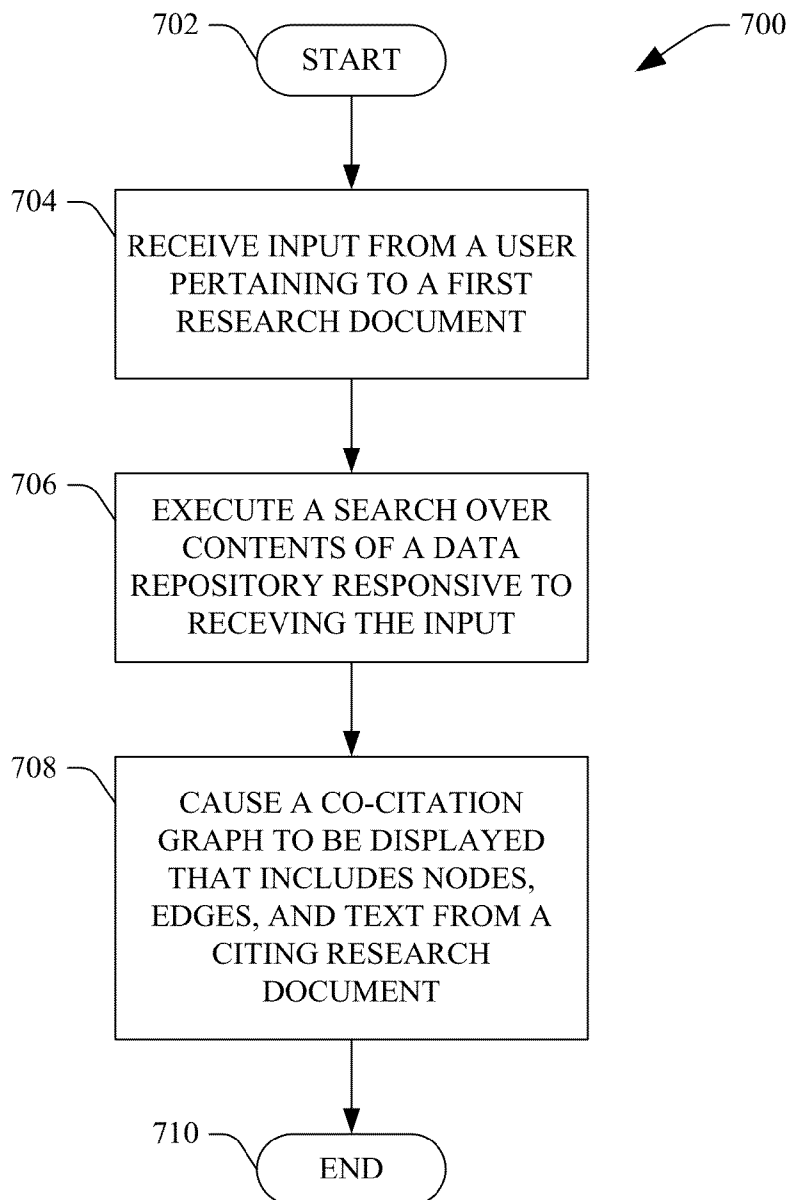 702
START
700
704
RECEIVE INPUT FROM A USER
PERTAINING TO A FIRST
RESEARCH DOCUMENT
706
EXECUTE A SEARCH OVER
CONTENTS OF A DATA
REPOSITORY RESPONSIVE TO
RECEVING THE INPUT
708
CAUSE A CO-CITATION
GRAPH TO BE DISPLAYED
THAT INCLUDES NODES,
EDGES, AND TEXT FROM A
CITING RESEARCH
DOCUMENT
710
END